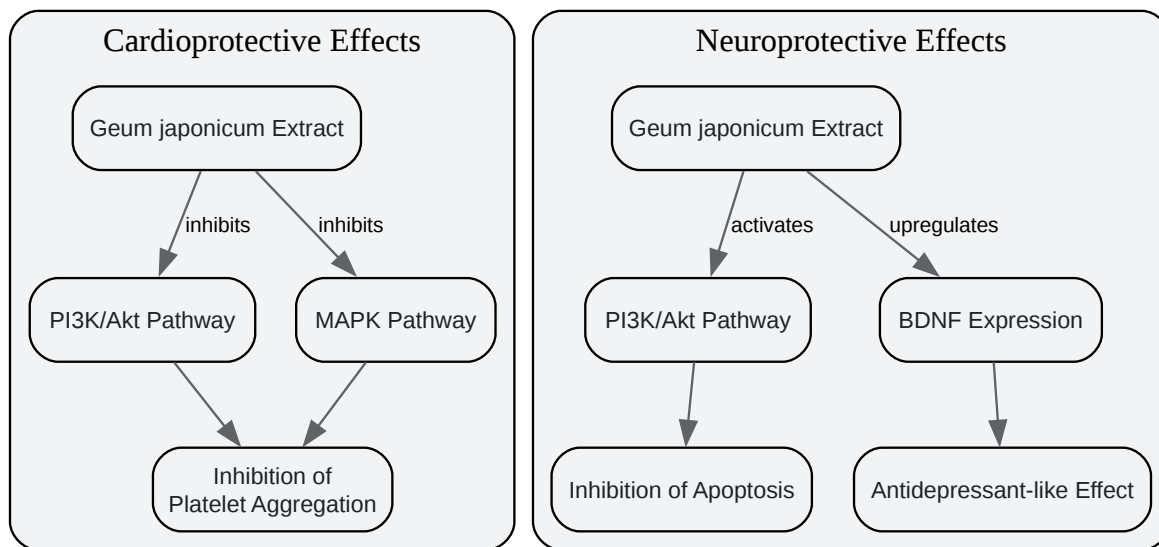 Cardioprotective Effects
Geum japonicum Extract
inhibits
inhibits
PI3K/Akt Pathway
MAPK Pathway
Inhibition of
Platelet Aggregation
Neuroprotective Effects
Geum japonicum Extract
activates
upregulates
PI3K/Akt Pathway
BDNF Expression
Inhibition of Apoptosis
Antidepressant-like Effect